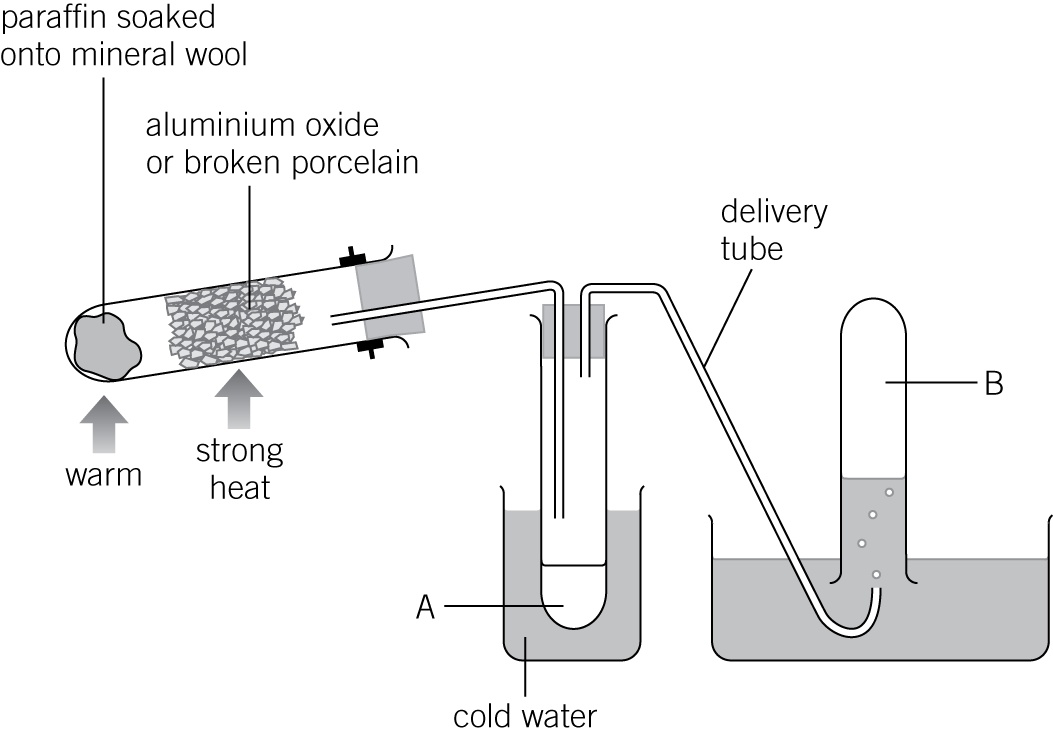 paraffin soaked
onto mineral wool
aluminium oxide
or broken porcelain
delivery
tube
B
strong
heat
warm
A
cold water